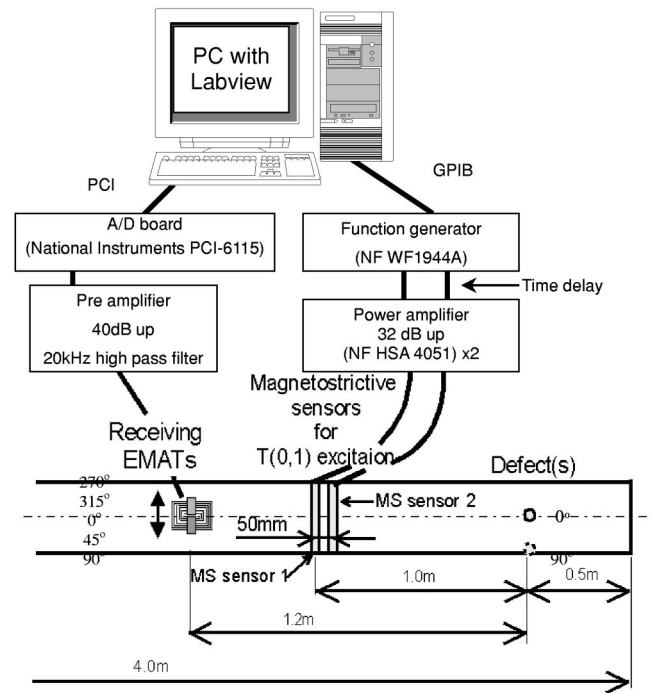 PC with
Labview
PCI
GPIB
A/D board
(National Instruments PCI-6115)
Function generator
(NF WF1944A)
Time delay
Pre amplifier
40dB up
20kHz high pass filter
Power amplifier
32 dB up
(NF HSA 4051) x2
Magnetostrictive
sensors
for
T(0,1) excitaion
Receiving
EMATs
Defect(s)
270°
315°
0°
45°
90°
MS sensor 2
50mm
MS sensor 1
0°
90°
1.0m
0.5m
1.2m
4.0m